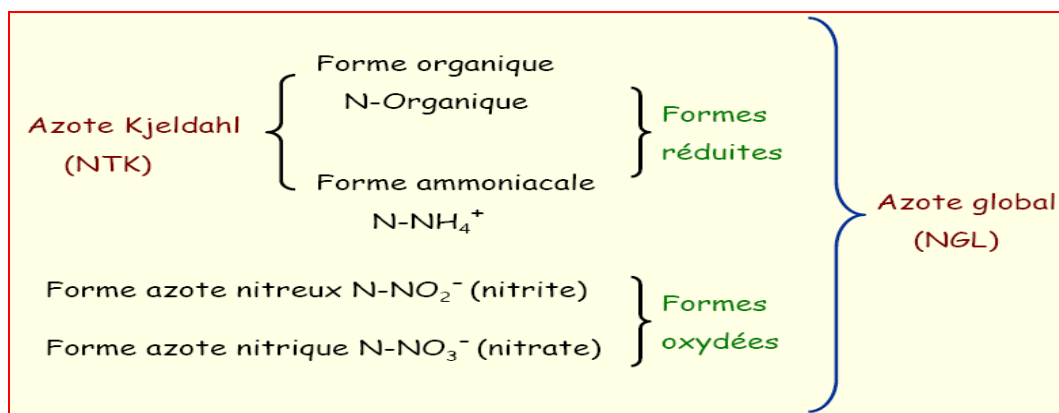 Forme organique
N-Organique
Azote Kjeldahl
(NTK)
Formes
réduites
Forme ammoniacale
N-NH₄⁺
Azote global
(NGL)
Forme azote nitreux N-NO₂⁻ (nitrite)
Forme azote nitrique N-NO₃⁻ (nitrate)
Formes
oxydées